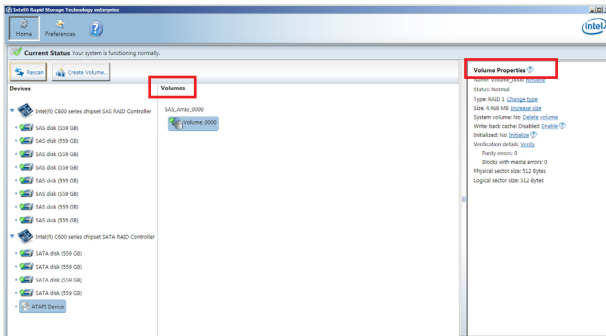 Intel® Rapid Storage Technology enterprise
Home
Preferences
?
intel
Current Status Your system is functioning normally.
Rescan
Create Volume...
Devices
Intel(R) C600 series chipset SAS RAID Controller
SAS disk (559 GB)
SAS disk (559 GB)
SAS disk (559 GB)
SAS disk (559 GB)
SAS disk (559 GB)
SAS disk (559 GB)
SAS disk (559 GB)
SAS disk (559 GB)
Intel(R) C600 series chipset SATA RAID Controller
SATA disk (559 GB)
SATA disk (559 GB)
SATA disk (559 GB)
SATA disk (559 GB)
ATAPI Device
Volumes
SAS_Array_0000
Volume_0000
Volume Properties ?
Name: Volume_0000 Rename
Status: Normal
Type: RAID 1 Change type
Size: 4,468 MB Increase size
System volume: No Delete volume
Write-back cache: Disabled Enable ?
Initialized: No Initialize ?
Verification details Verify
Parity errors: 0
Blocks with media errors: 0
Physical sector size: 512 Bytes
Logical sector size: 512 Bytes